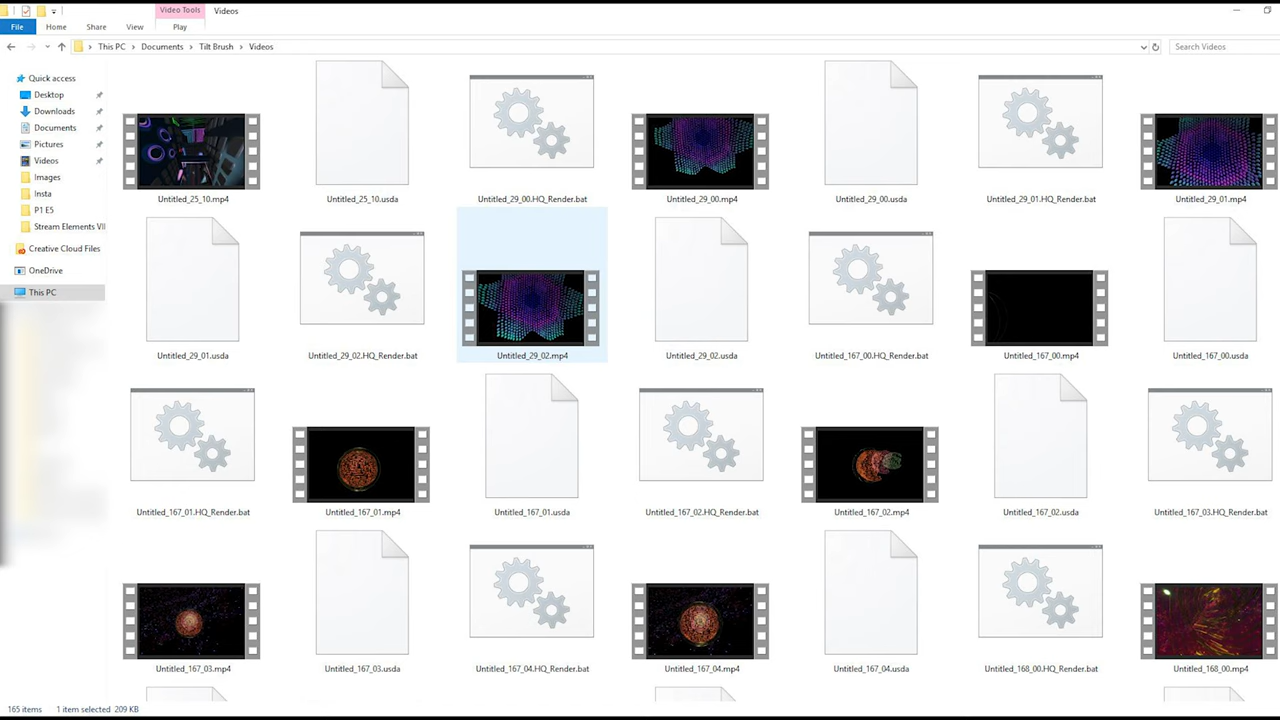 Video Tools
Videos
File
Home
Share
View
Play
This PC > Documents > Tilt Brush > Videos
Search Videos
Quick access
Desktop
Downloads
Documents
Pictures
Videos
Images
Insta
P1 E5
Stream Elements VII
Creative Cloud Files
OneDrive
This PC
Untitled_25_10.mp4
Untitled_25_10.usda
Untitled_29_00.HQ_Render.bat
Untitled_29_00.mp4
Untitled_29_00.usda
Untitled_29_01.HQ_Render.bat
Untitled_29_01.mp4
Untitled_29_01.usda
Untitled_29_02.HQ_Render.bat
Untitled_29_02.mp4
Untitled_29_02.usda
Untitled_167_00.HQ_Render.bat
Untitled_167_00.mp4
Untitled_167_00.usda
Untitled_167_01.HQ_Render.bat
Untitled_167_01.mp4
Untitled_167_01.usda
Untitled_167_02.HQ_Render.bat
Untitled_167_02.mp4
Untitled_167_02.usda
Untitled_167_03.HQ_Render.bat
Untitled_167_03.mp4
Untitled_167_03.usda
Untitled_167_04.HQ_Render.bat
Untitled_167_04.mp4
Untitled_167_04.usda
Untitled_168_00.HQ_Render.bat
Untitled_168_00.mp4
165 items
1 item selected 209 KB